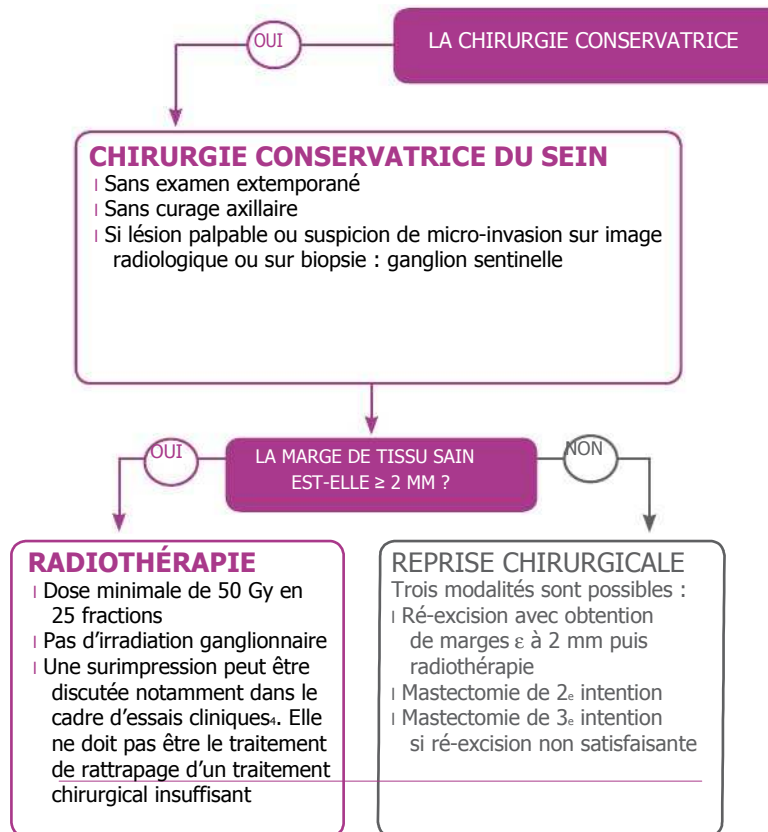 LA CHIRURGIE CONSERVATRICE
OUI
CHIRURGIE CONSERVATRICE DU SEIN
l Sans examen extemporané
l Sans curage axillaire
l Si lésion palpable ou suspicion de micro-invasion sur image
radiologique ou sur biopsie : ganglion sentinelle
OUI
LA MARGE DE TISSU SAIN
EST-ELLE ≥ 2 MM ?
NON
RADIOTHÉRAPIE
l Dose minimale de 50 Gy en
25 fractions
l Pas d’irradiation ganglionnaire
l Une surimpression peut être
discutée notamment dans le
cadre d’essais cliniques4. Elle
ne doit pas être le traitement
de rattrapage d’un traitement
chirurgical insuffisant
REPRISE CHIRURGICALE
Trois modalités sont possibles :
l Ré-excision avec obtention
de marges ε à 2 mm puis
radiothérapie
l Mastectomie de 2e intention
l Mastectomie de 3e intention
si ré-excision non satisfaisante